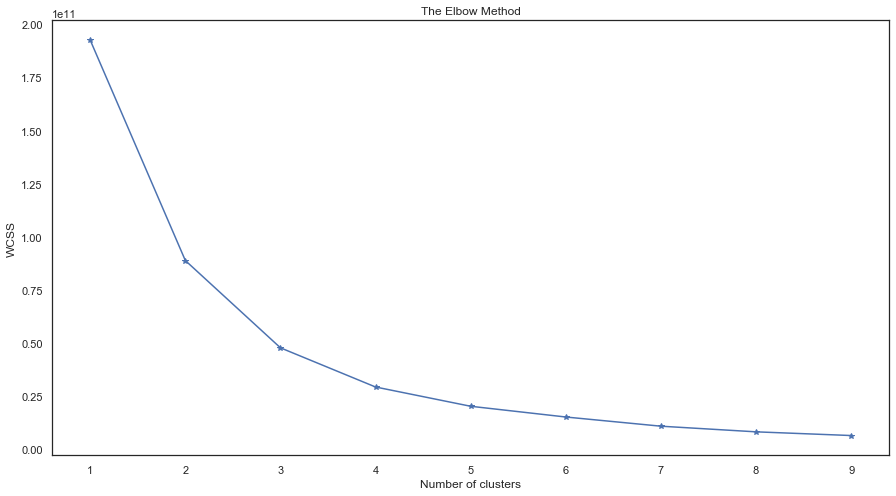 The Elbow Method
1e11
2.00
1.75
1.50
1.25
1.00
0.75
0.50
0.25
0.00
WCSS
1 2 3 4 5 6 7 8 9
Number of clusters